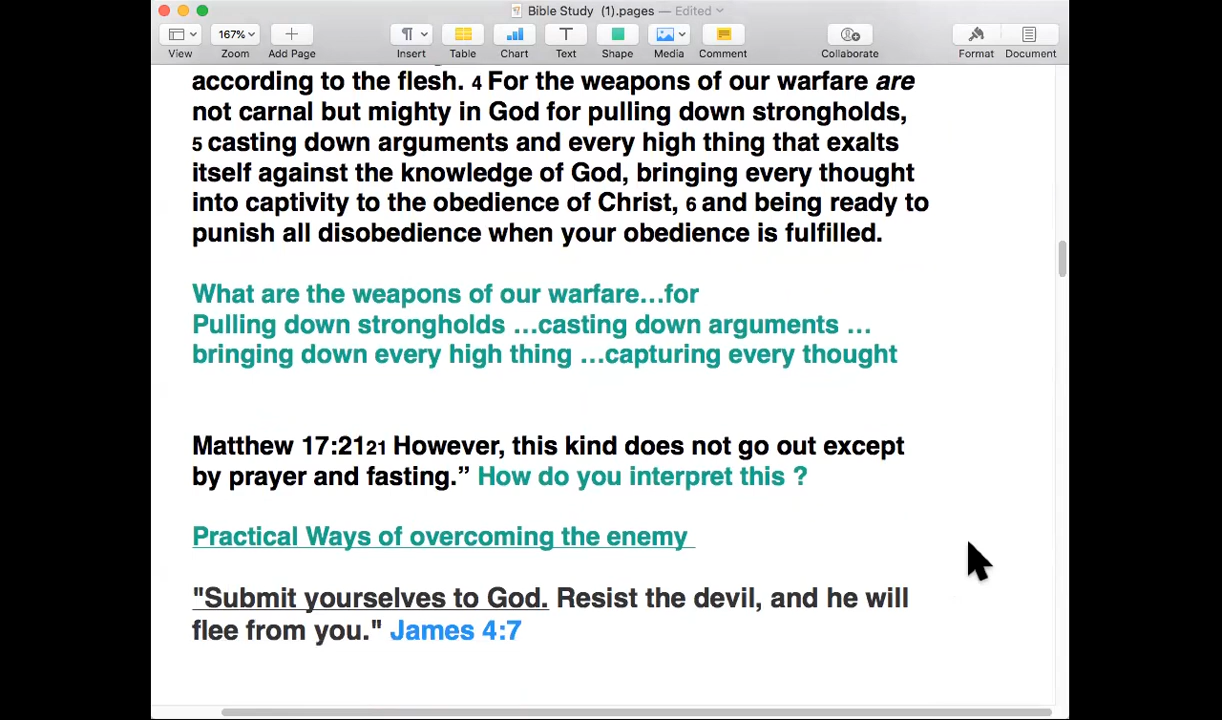 Bible Study (1).pages — Edited
View
167%
Zoom
Add Page
Insert
Table
Chart
Text
Shape
Media
Comment
Collaborate
Format
Document
according to the flesh. 4 For the weapons of our warfare are
not carnal but mighty in God for pulling down strongholds,
5 casting down arguments and every high thing that exalts
itself against the knowledge of God, bringing every thought
into captivity to the obedience of Christ, 6 and being ready to
punish all disobedience when your obedience is fulfilled.
What are the weapons of our warfare…for
Pulling down strongholds …casting down arguments …
bringing down every high thing …capturing every thought
Matthew 17:2121 However, this kind does not go out except
by prayer and fasting.” How do you interpret this ?
Practical Ways of overcoming the enemy
"Submit yourselves to God. Resist the devil, and he will
flee from you." James 4:7